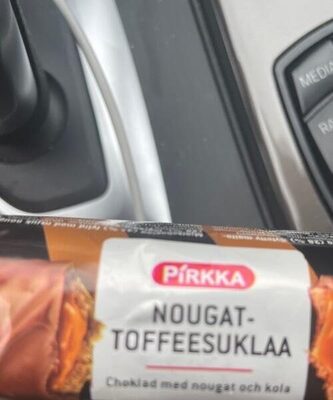 MEDIA
PIRKKA
NOUGAT-
TOFFEESUKLAA
Choklad med nougat och kola